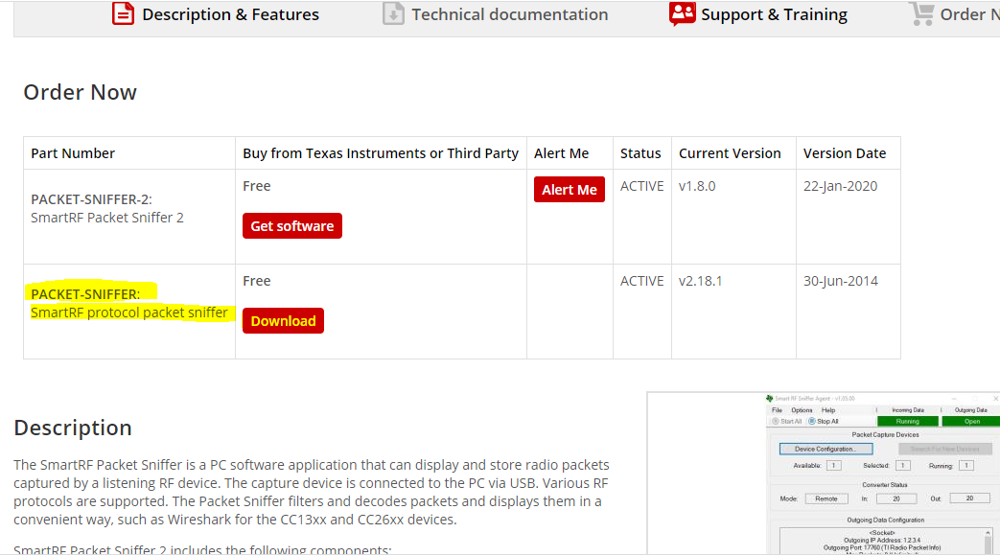 Description & Features
Technical documentation
Support & Training
Order N
Order Now
Part Number
Buy from Texas Instruments or Third Party
Alert Me
Status
Current Version
Version Date
PACKET-SNIFFER-2:
SmartRF Packet Sniffer 2
Free
Get software
Alert Me
ACTIVE
v1.8.0
22-Jan-2020
PACKET-SNIFFER:
SmartRF protocol packet sniffer
Free
Download
ACTIVE
v2.18.1
30-Jun-2014
Description
The SmartRF Packet Sniffer is a PC software application that can display and store radio packets
captured by a listening RF device. The capture device is connected to the PC via USB. Various RF
protocols are supported. The Packet Sniffer filters and decodes packets and displays them in a
convenient way, such as Wireshark for the CC13xx and CC26xx devices.
SmartRF Packet Sniffer 2 includes the following components:
Smart RF Sniffer Agent - v1.05.00
File Options Help
Incoming Data
Outgoing Data
Start All
Stop All
Running
Open
Packet Capture Devices
Device Configuration...
Search For New Devices
Available: 1
Selected: 1
Running: 1
Converter Status
Mode: Remote
In: 20
Out: 20
Outgoing Data Configuration
<Socket>
Outgoing IP Address: 1.2.3.4
Outgoing Port: 17760 (TI Radio Packet Info)